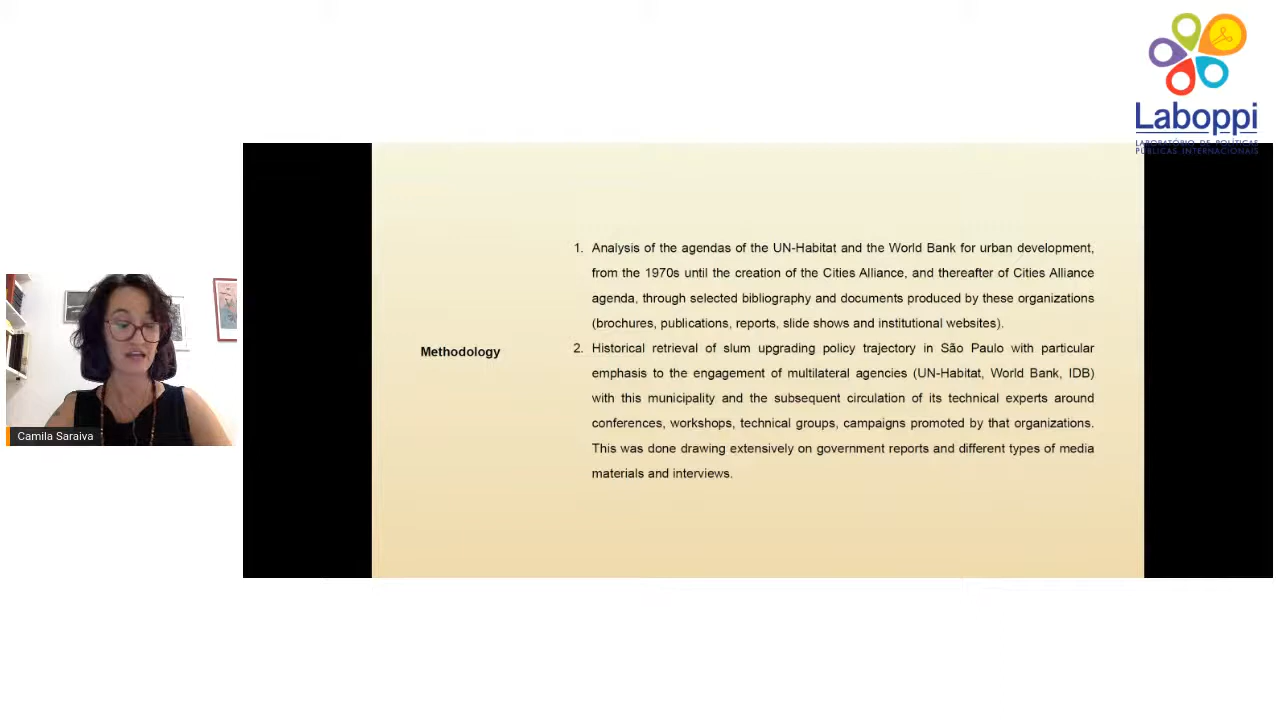 Laboppi
LABORATÓRIO DE POLÍTICAS
PÚBLICAS INTERNACIONAIS
1. Analysis of the agendas of the UN-Habitat and the World Bank for urban development,
from the 1970s until the creation of the Cities Alliance, and thereafter of Cities Alliance
agenda, through selected bibliography and documents produced by these organizations
(brochures, publications, reports, slide shows and institutional websites).
Methodology
2. Historical retrieval of slum upgrading policy trajectory in São Paulo with particular
emphasis to the engagement of multilateral agencies (UN-Habitat, World Bank, IDB)
with this municipality and the subsequent circulation of its technical experts around
conferences, workshops, technical groups, campaigns promoted by that organizations.
This was done drawing extensively on government reports and different types of media
materials and interviews.
Camila Saraiva